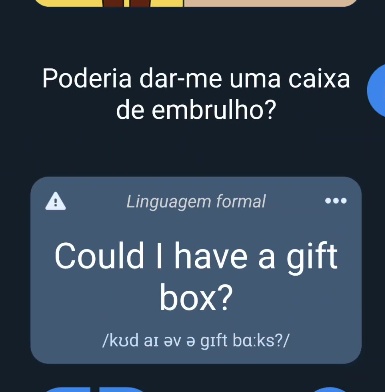 Poderia dar-me uma caixa
de embrulho?
Linguagem formal
Could I have a gift
box?
/kʊd aɪ əv ə gɪft bɑːks?/